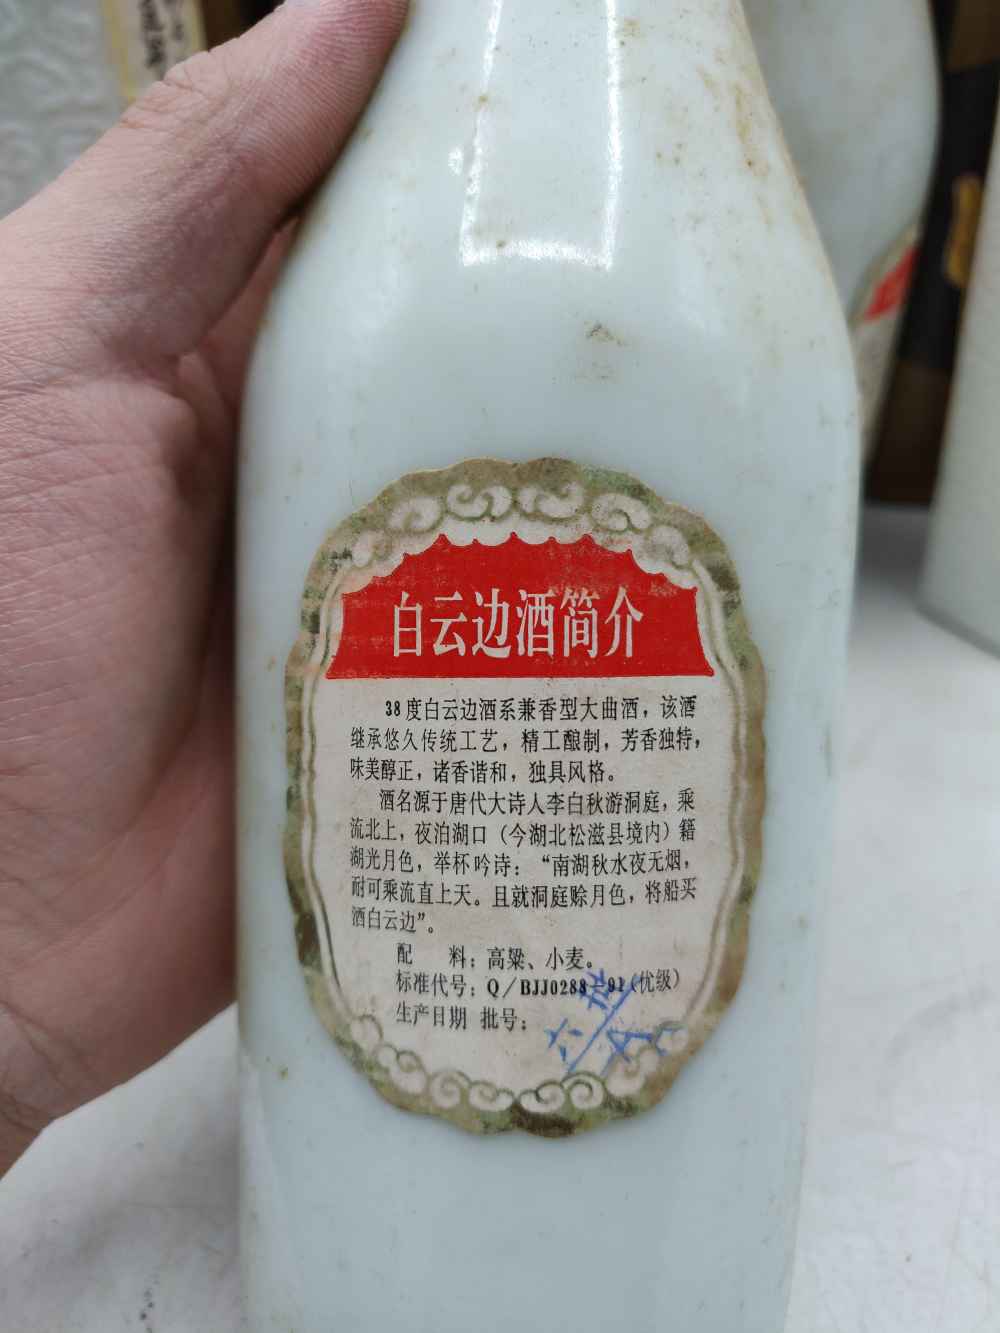 白云边酒简介
38度白云边酒系兼香型大曲酒，该酒
继承悠久传统工艺，精工酿制，芳香独特，
味美醇正，诸香谐和，独具风格。
酒名源于唐代大诗人李白秋游洞庭，乘
流北上，夜泊湖口（今湖北松滋县境内）籍
湖光月色，举杯吟诗：“南湖秋水夜无烟，
耐可乘流直上天。且就洞庭赊月色，将船买
酒白云边”。
配 料：高粱、小麦。
标准代号：Q／BJJ0288－91（优级）
生产日期 批号：